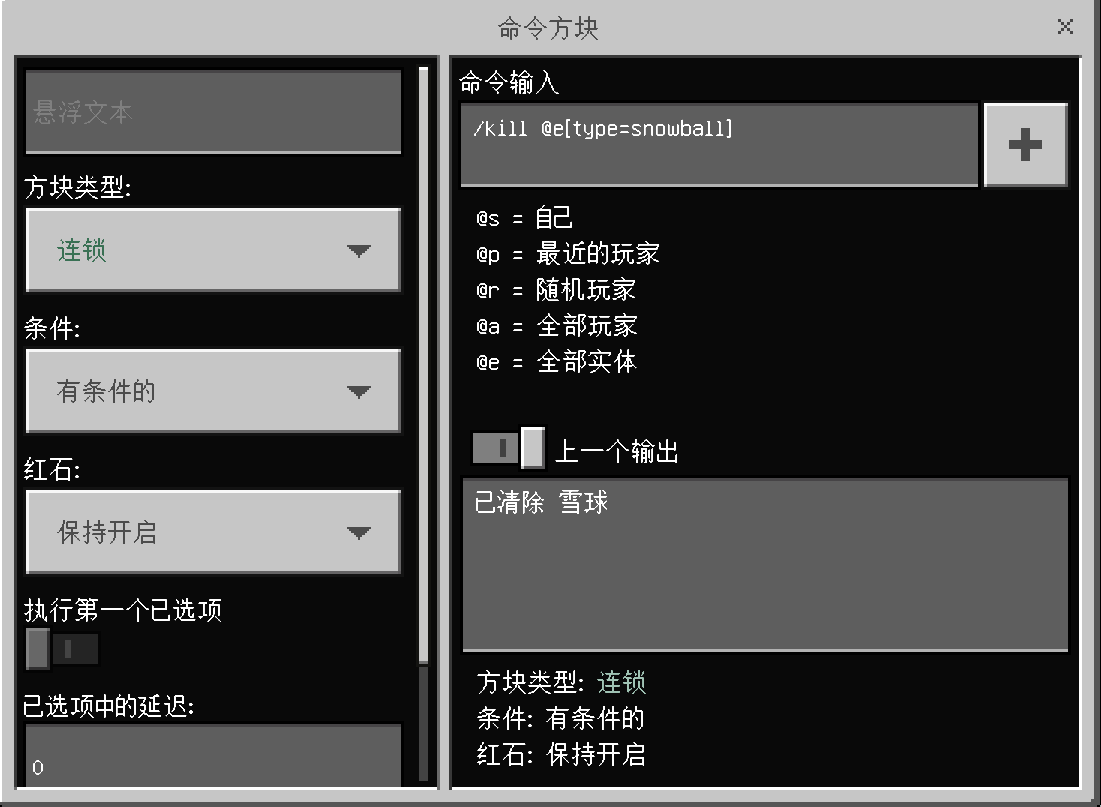 命令方块
悬浮文本
方块类型:
连锁
条件:
有条件的
红石:
保持开启
执行第一个已选项
已选项中的延迟:
0
命令输入
/kill @e[type=snowball]
@s = 自己
@p = 最近的玩家
@r = 随机玩家
@a = 全部玩家
@e = 全部实体
上一个输出
已清除 雪球
方块类型: 连锁
条件: 有条件的
红石: 保持开启